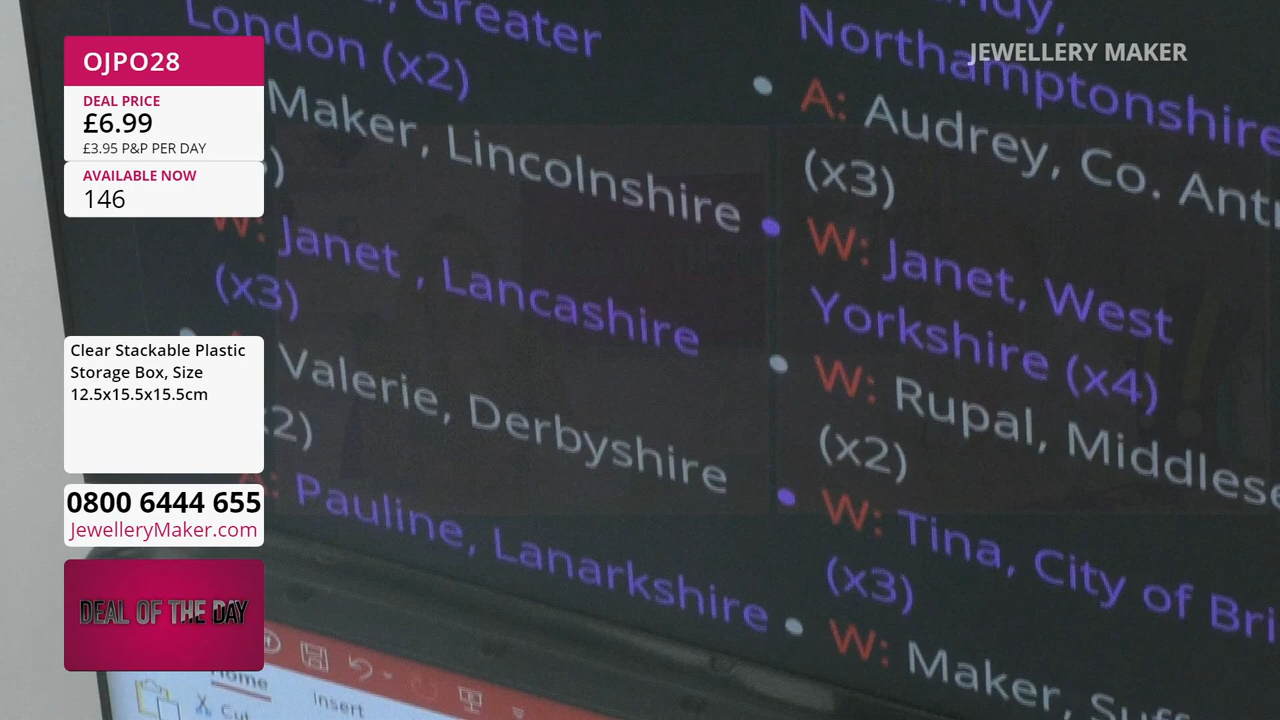 OJPO28
DEAL PRICE
£6.99
£3.95 P&P PER DAY
AVAILABLE NOW
146
Clear Stackable Plastic
Storage Box, Size
12.5x15.5x15.5cm
0800 6444 655
JewelleryMaker.com
DEAL OF THE DAY
JEWELLERY MAKER
Greater
London (x2)
Maker, Lincolnshire
W: Janet , Lancashire
(x3)
Valerie, Derbyshire
Pauline, Lanarkshire
Northamptonshire
A: Audrey, Co.
(x3)
W: Janet, West
Yorkshire (x4)
W: Rupal,
(x2)
W: Tina, City of
(x3)
W: Maker,
Home
Insert
Cut